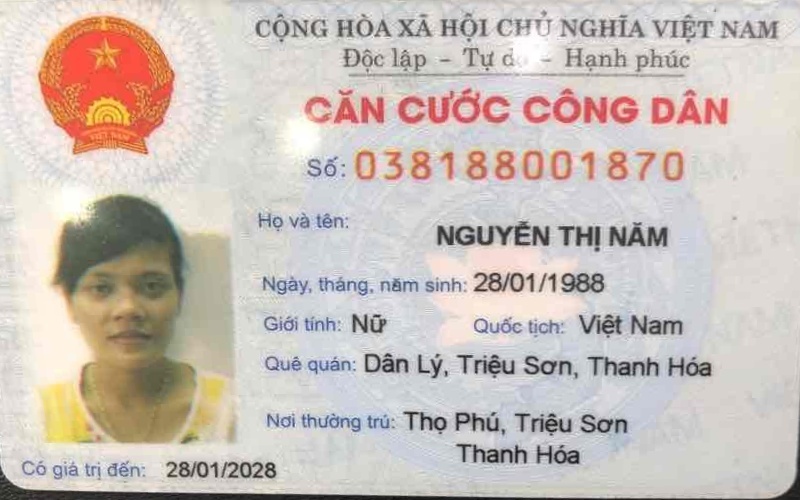 CỘNG HÒA XÃ HỘI CHỦ NGHĨA VIỆT NAM
Độc lập - Tự do - Hạnh phúc
CĂN CƯỚC CÔNG DÂN
Số: 038188001870
Họ và tên: NGUYỄN THỊ NĂM
Ngày, tháng, năm sinh: 28/01/1988
Giới tính: Nữ Quốc tịch: Việt Nam
Quê quán: Dân Lý, Triệu Sơn, Thanh Hóa
Nơi thường trú: Thọ Phú, Triệu Sơn
Thanh Hóa
Có giá trị đến: 28/01/2028
VIỆT NAM